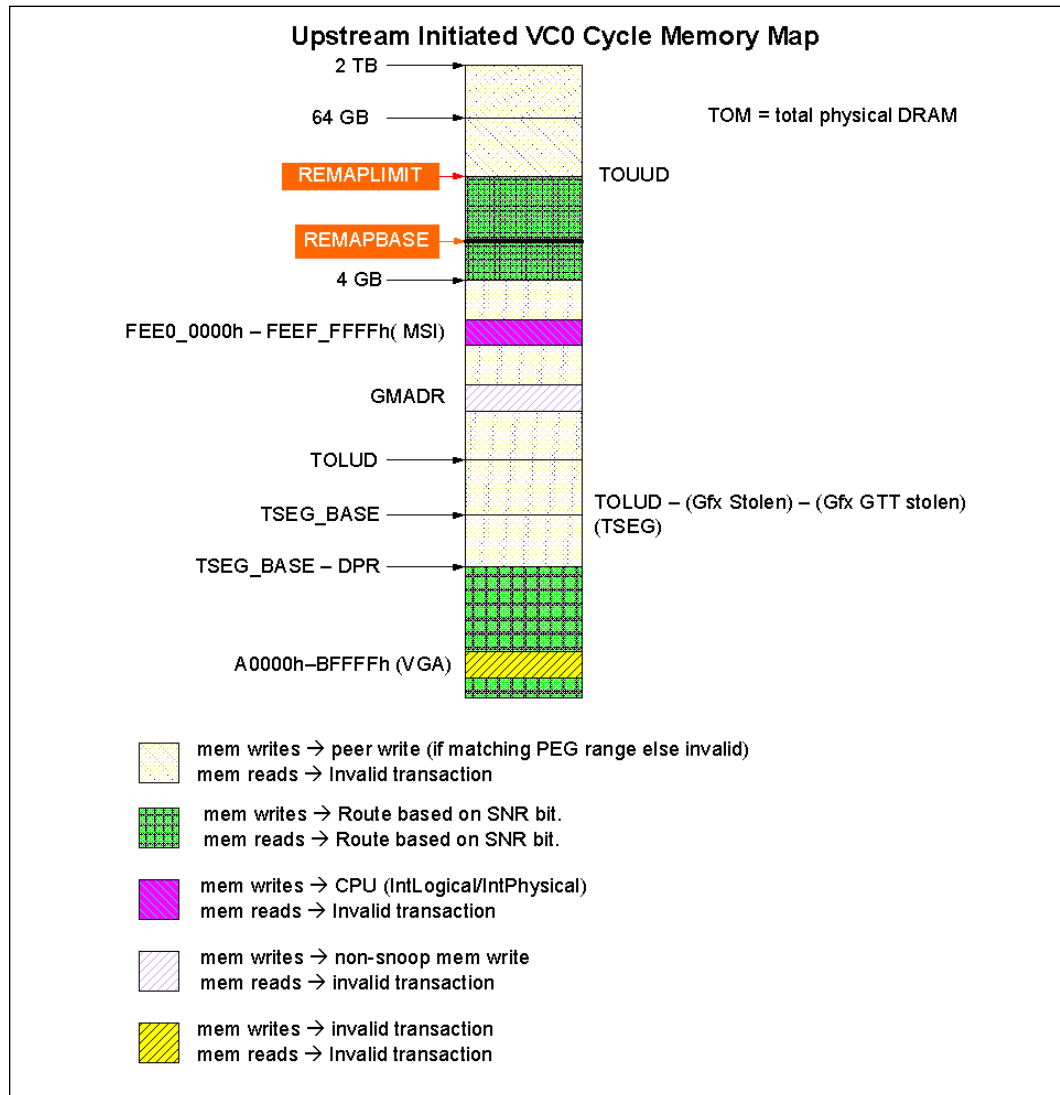 Upstream Initiated VC0 Cycle Memory Map
2 TB
64 GB
TOM = total physical DRAM
REMAPLIMIT
TOUUD
REMAPBASE
4 GB
FEE0_0000h – FEEF_FFFFh( MSI)
GMADR
TOLUD
TSEG_BASE
TOLUD – (Gfx Stolen) – (Gfx GTT stolen)
(TSEG)
TSEG_BASE – DPR
A0000h–BFFFFh (VGA)
mem writes → peer write (if matching PEG range else invalid)
mem reads → Invalid transaction
mem writes → Route based on SNR bit.
mem reads → Route based on SNR bit.
mem writes → CPU (IntLogical/IntPhysical)
mem reads → Invalid transaction
mem writes → non-snoop mem write
mem reads → invalid transaction
mem writes → invalid transaction
mem reads → Invalid transaction